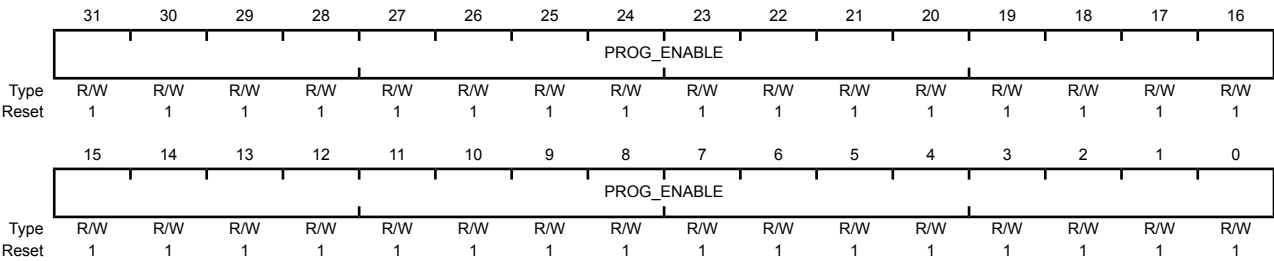 31 30 29 28 27 26 25 24 23 22 21 20 19 18 17 16
PROG_ENABLE
Type R/W R/W R/W R/W R/W R/W R/W R/W R/W R/W R/W R/W R/W R/W R/W R/W
Reset 1 1 1 1 1 1 1 1 1 1 1 1 1 1 1 1
15 14 13 12 11 10 9 8 7 6 5 4 3 2 1 0
PROG_ENABLE
Type R/W R/W R/W R/W R/W R/W R/W R/W R/W R/W R/W R/W R/W R/W R/W R/W
Reset 1 1 1 1 1 1 1 1 1 1 1 1 1 1 1 1